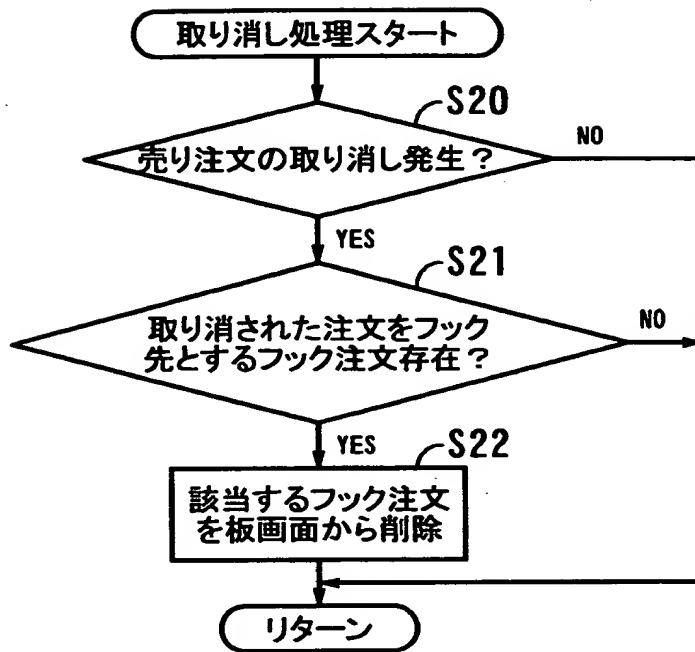 取り消し処理スタート
S20
売り注文の取り消し発生？
NO
YES
S21
取り消された注文をフック
先とするフック注文存在？
NO
YES
S22
該当するフック注文
を板画面から削除
リターン